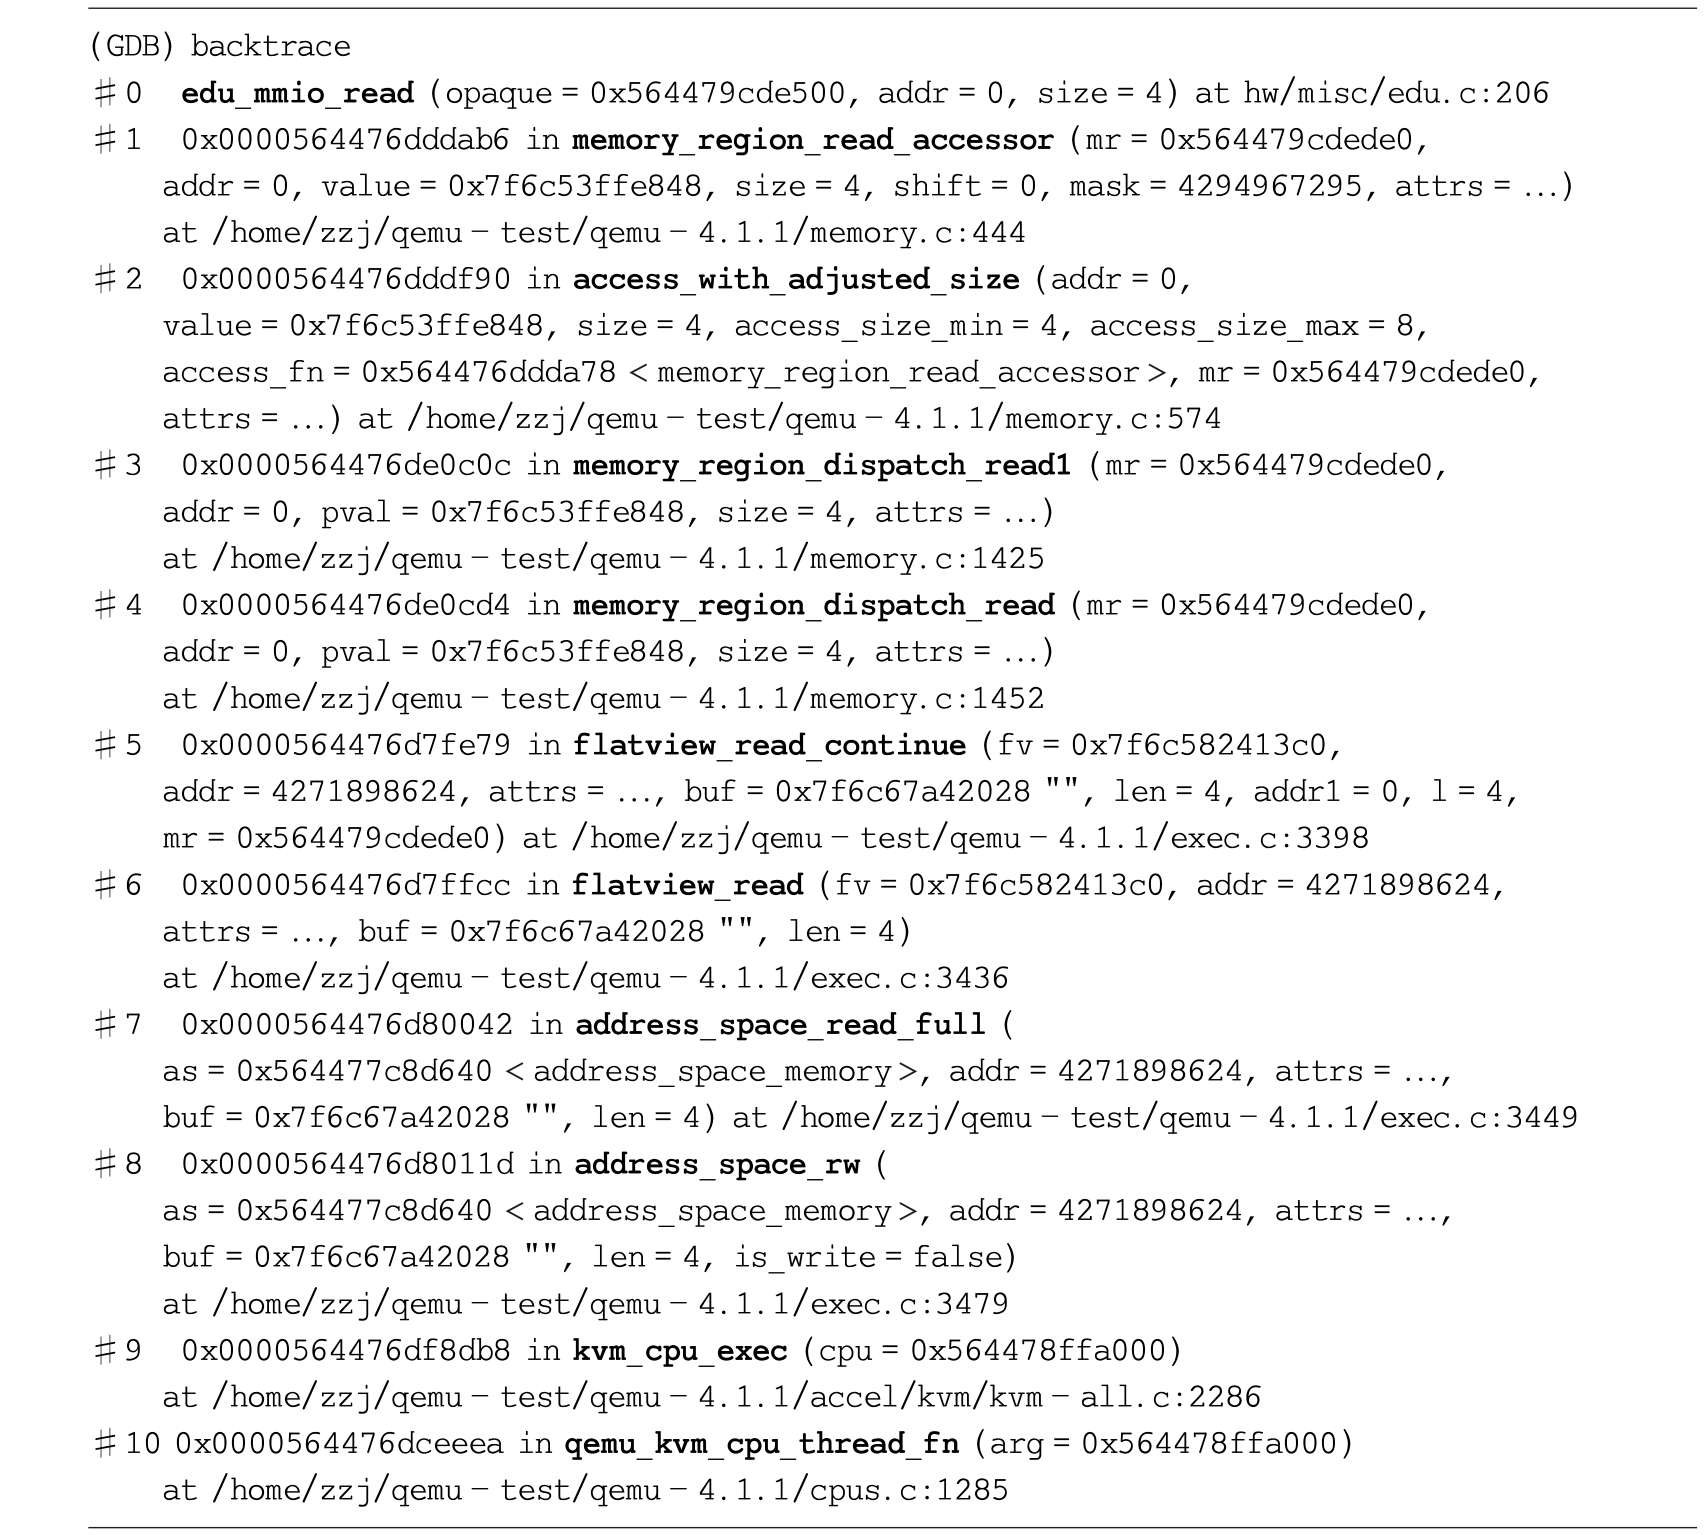 (GDB) backtrace
#0 edu_mmio_read (opaque = 0x564479cde500, addr = 0, size = 4) at hw/misc/edu.c:206
#1 0x0000564476dddab6 in memory_region_read_accessor (mr = 0x564479cdede0,
addr = 0, value = 0x7f6c53ffe848, size = 4, shift = 0, mask = 4294967295, attrs = ...)
at /home/zzj/qemu-test/qemu-4.1.1/memory.c:444
#2 0x0000564476dddf90 in access_with_adjusted_size (addr = 0,
value = 0x7f6c53ffe848, size = 4, access_size_min = 4, access_size_max = 8,
access_fn = 0x564476ddda78 <memory_region_read_accessor>, mr = 0x564479cdede0,
attrs = ...) at /home/zzj/qemu-test/qemu-4.1.1/memory.c:574
#3 0x0000564476de0c0c in memory_region_dispatch_read1 (mr = 0x564479cdede0,
addr = 0, pval = 0x7f6c53ffe848, size = 4, attrs = ...)
at /home/zzj/qemu-test/qemu-4.1.1/memory.c:1425
#4 0x0000564476de0cd4 in memory_region_dispatch_read (mr = 0x564479cdede0,
addr = 0, pval = 0x7f6c53ffe848, size = 4, attrs = ...)
at /home/zzj/qemu-test/qemu-4.1.1/memory.c:1452
#5 0x0000564476d7fe79 in flatview_read_continue (fv = 0x7f6c582413c0,
addr = 4271898624, attrs = ..., buf = 0x7f6c67a42028 "", len = 4, addr1 = 0, l = 4,
mr = 0x564479cdede0) at /home/zzj/qemu-test/qemu-4.1.1/exec.c:3398
#6 0x0000564476d7ffcc in flatview_read (fv = 0x7f6c582413c0, addr = 4271898624,
attrs = ..., buf = 0x7f6c67a42028 "", len = 4)
at /home/zzj/qemu-test/qemu-4.1.1/exec.c:3436
#7 0x0000564476d80042 in address_space_read_full (
as = 0x564477c8d640 <address_space_memory>, addr = 4271898624, attrs = ...,
buf = 0x7f6c67a42028 "", len = 4) at /home/zzj/qemu-test/qemu-4.1.1/exec.c:3449
#8 0x0000564476d8011d in address_space_rw (
as = 0x564477c8d640 <address_space_memory>, addr = 4271898624, attrs = ...,
buf = 0x7f6c67a42028 "", len = 4, is_write = false)
at /home/zzj/qemu-test/qemu-4.1.1/exec.c:3479
#9 0x0000564476df8db8 in kvm_cpu_exec (cpu = 0x564478ffa000)
at /home/zzj/qemu-test/qemu-4.1.1/accel/kvm/kvm-all.c:2286
#10 0x0000564476dceeea in qemu_kvm_cpu_thread_fn (arg = 0x564478ffa000)
at /home/zzj/qemu-test/qemu-4.1.1/cpus.c:1285